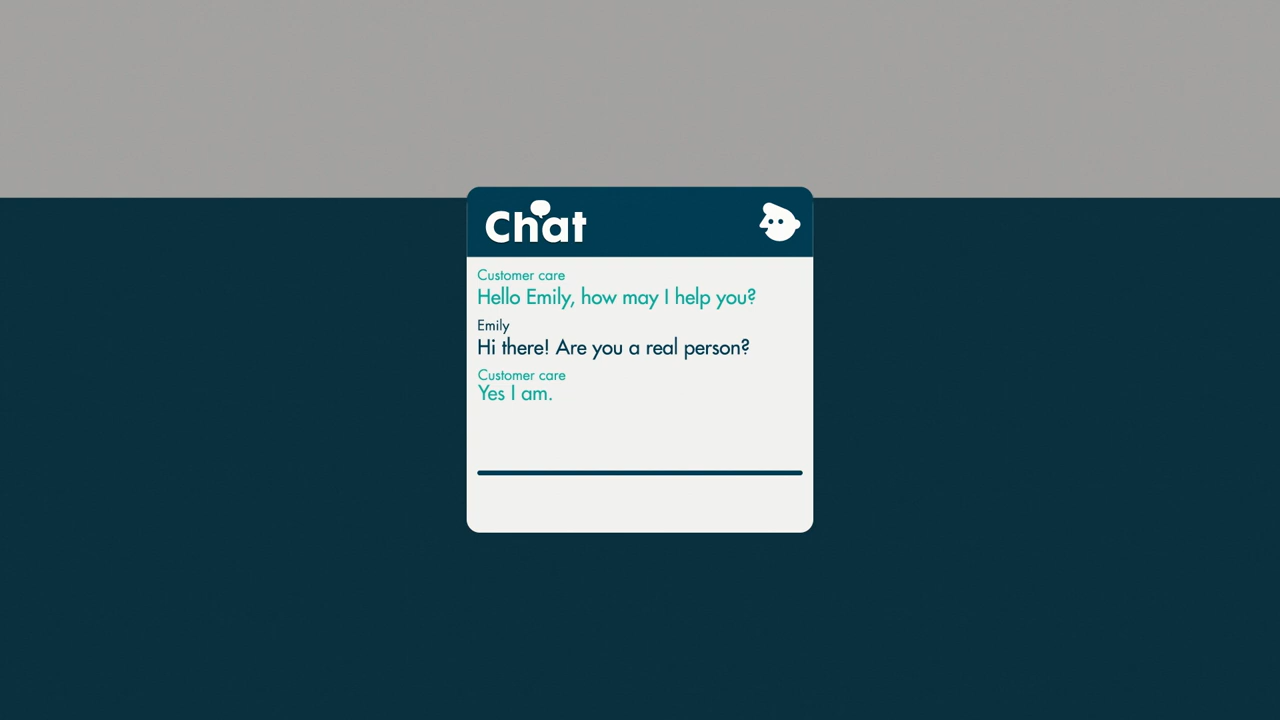 Chat
Customer care
Hello Emily, how may I help you?
Emily
Hi there! Are you a real person?
Customer care
Yes I am.